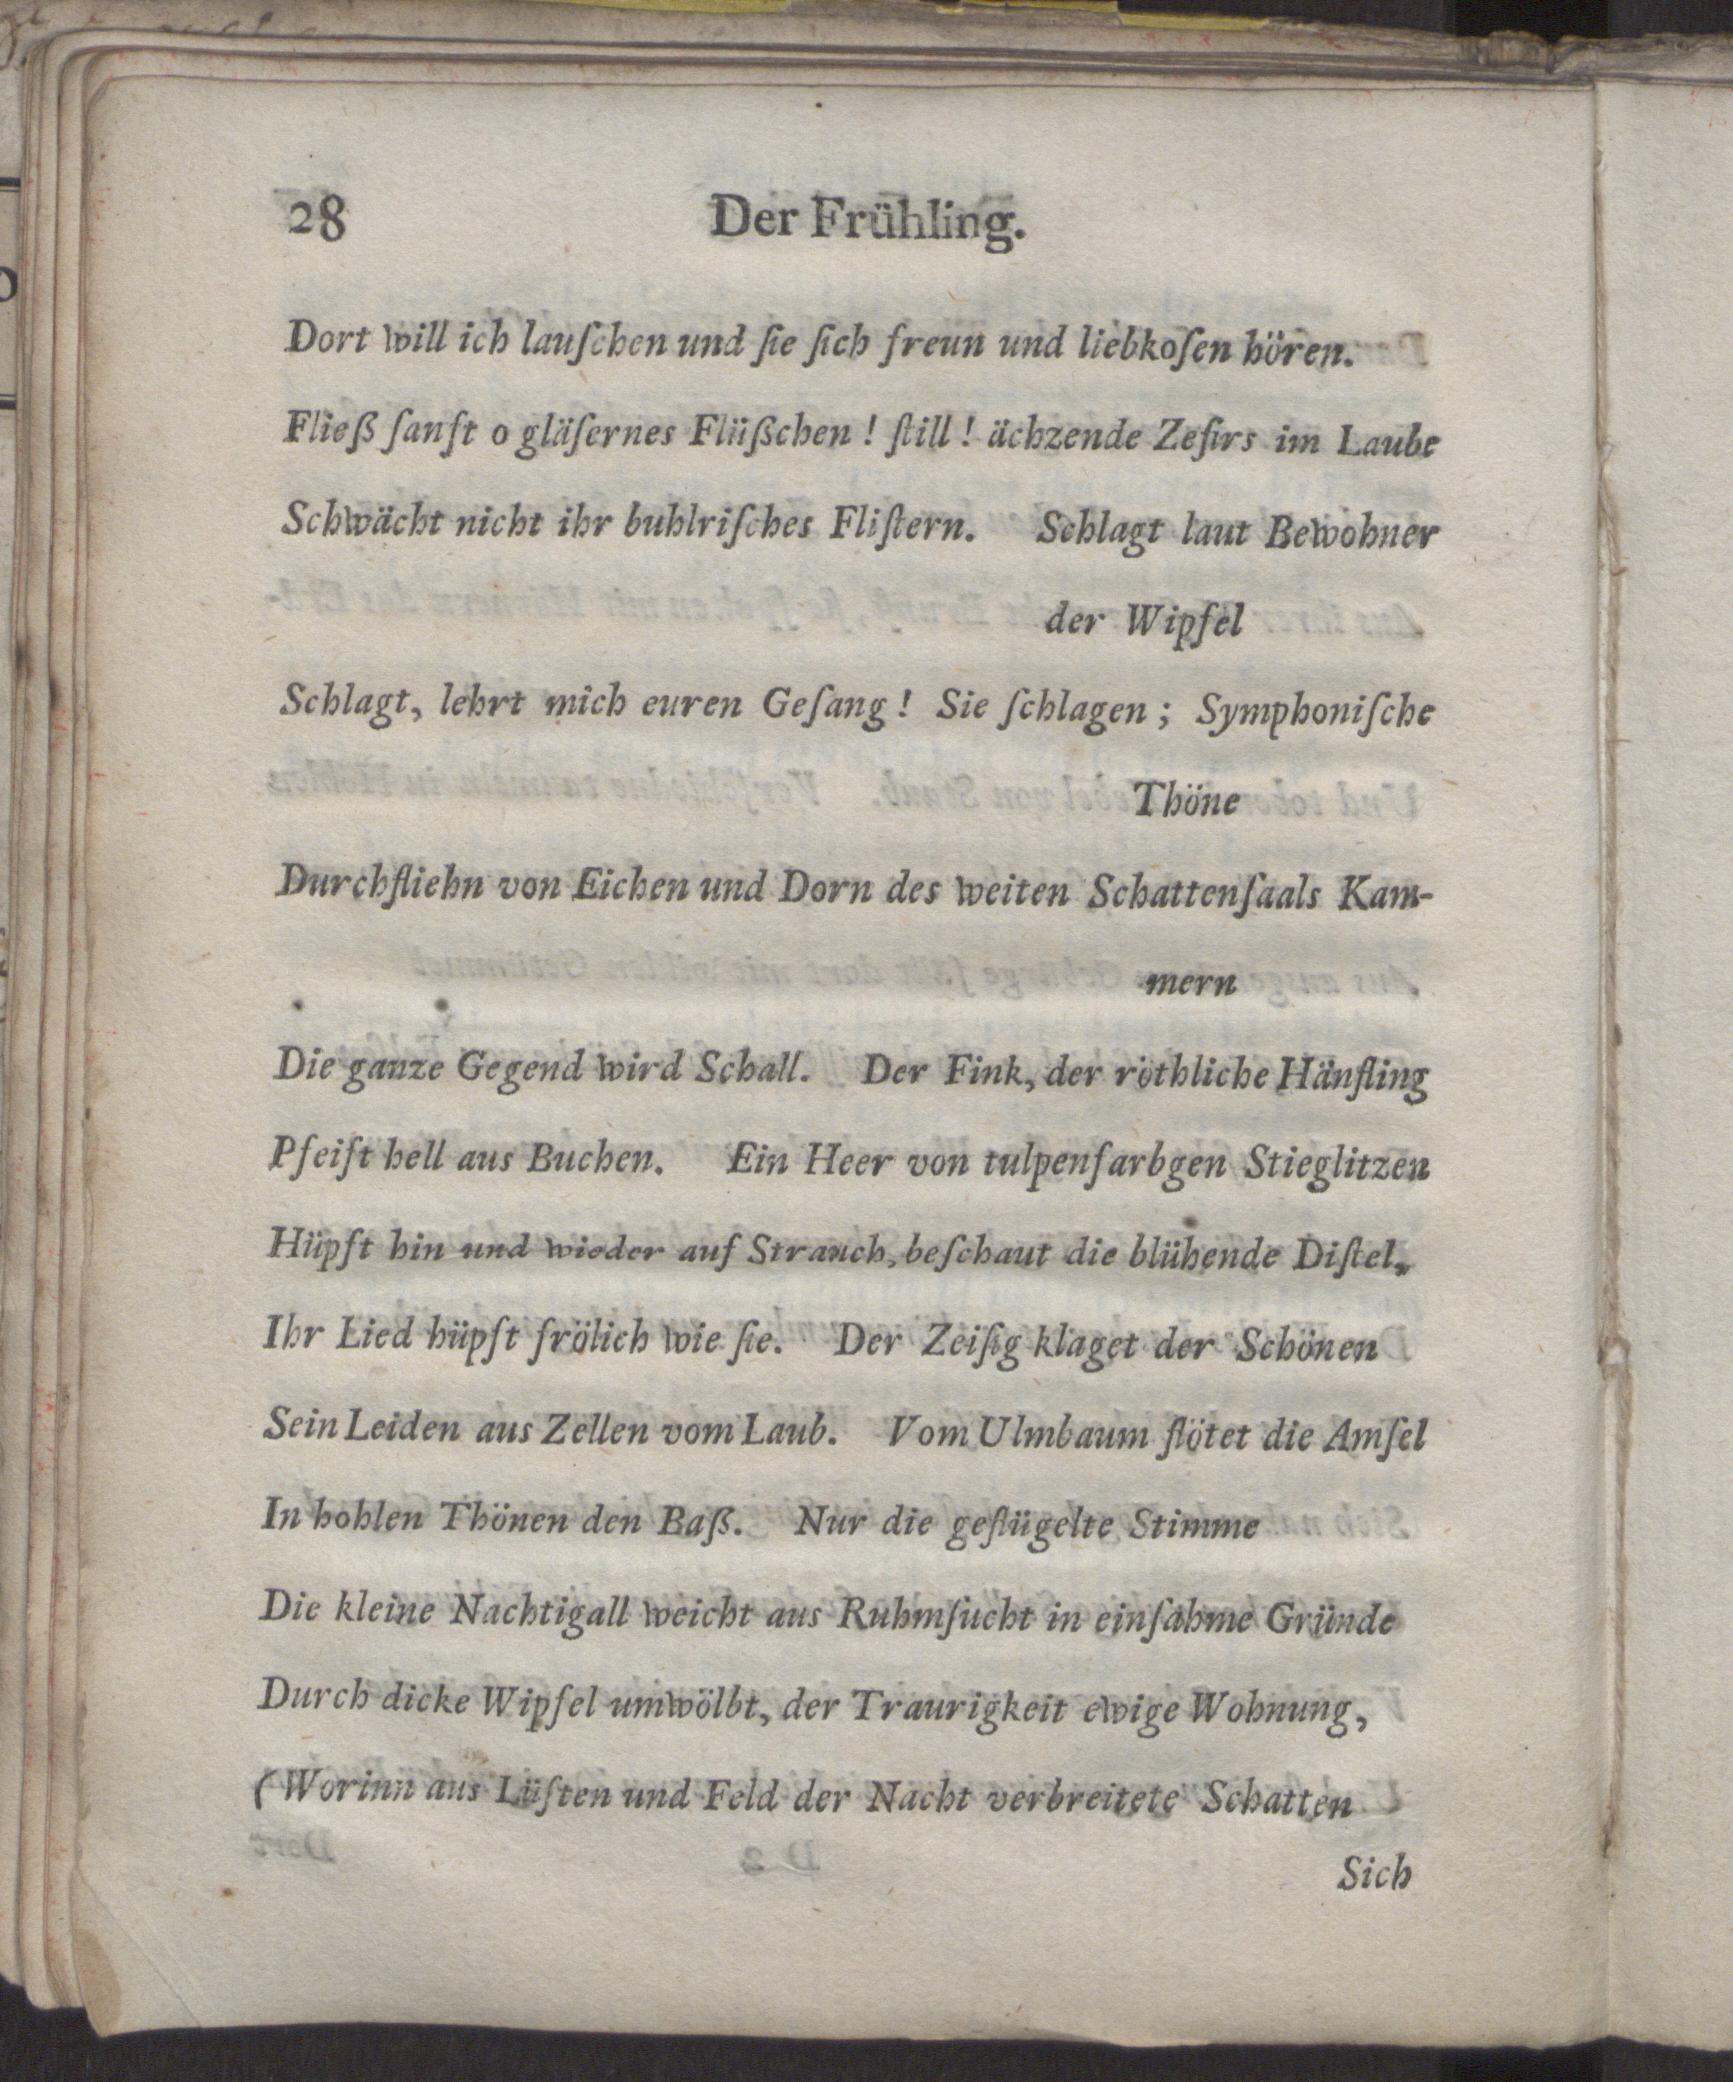 28 Der Frühling.
Dort will ich lauſchen und ſie ſich freun und liebkoſen hören.
Fließ ſanft o gläſernes Flüßchen ! ſtill ! ächzende Zefirs im Laube
Schwächt nicht ihr buhlriſches Fliſtern. Schlagt laut Bewohner
der Wipfel
Schlagt, lehrt mich euren Geſang ! Sie ſchlagen ; Symphoniſche
Thöne
Durchfliehn von Eichen und Dorn des weiten Schattenſaals Kam-
mern
Die ganze Gegend wird Schall. Der Fink, der röthliche Hänfling
Pfeift hell aus Buchen. Ein Heer von tulpenfarbgen Stieglitzen
Hüpft hin und wieder auf Strauch, beſchaut die blühende Diſtel,
Ihr Lied hüpft frölich wie ſie. Der Zeiſig klaget der Schönen
Sein Leiden aus Zellen vom Laub. Vom Ulmbaum flötet die Amſel
In hohlen Thönen den Baß. Nur die geflügelte Stimme
Die kleine Nachtigall weicht aus Ruhmſucht in einſahme Gründe
Durch dicke Wipfel umwölbt, der Traurigkeit ewige Wohnung,
(Worinn aus Lüften und Feld der Nacht verbreitete Schatten
Sich